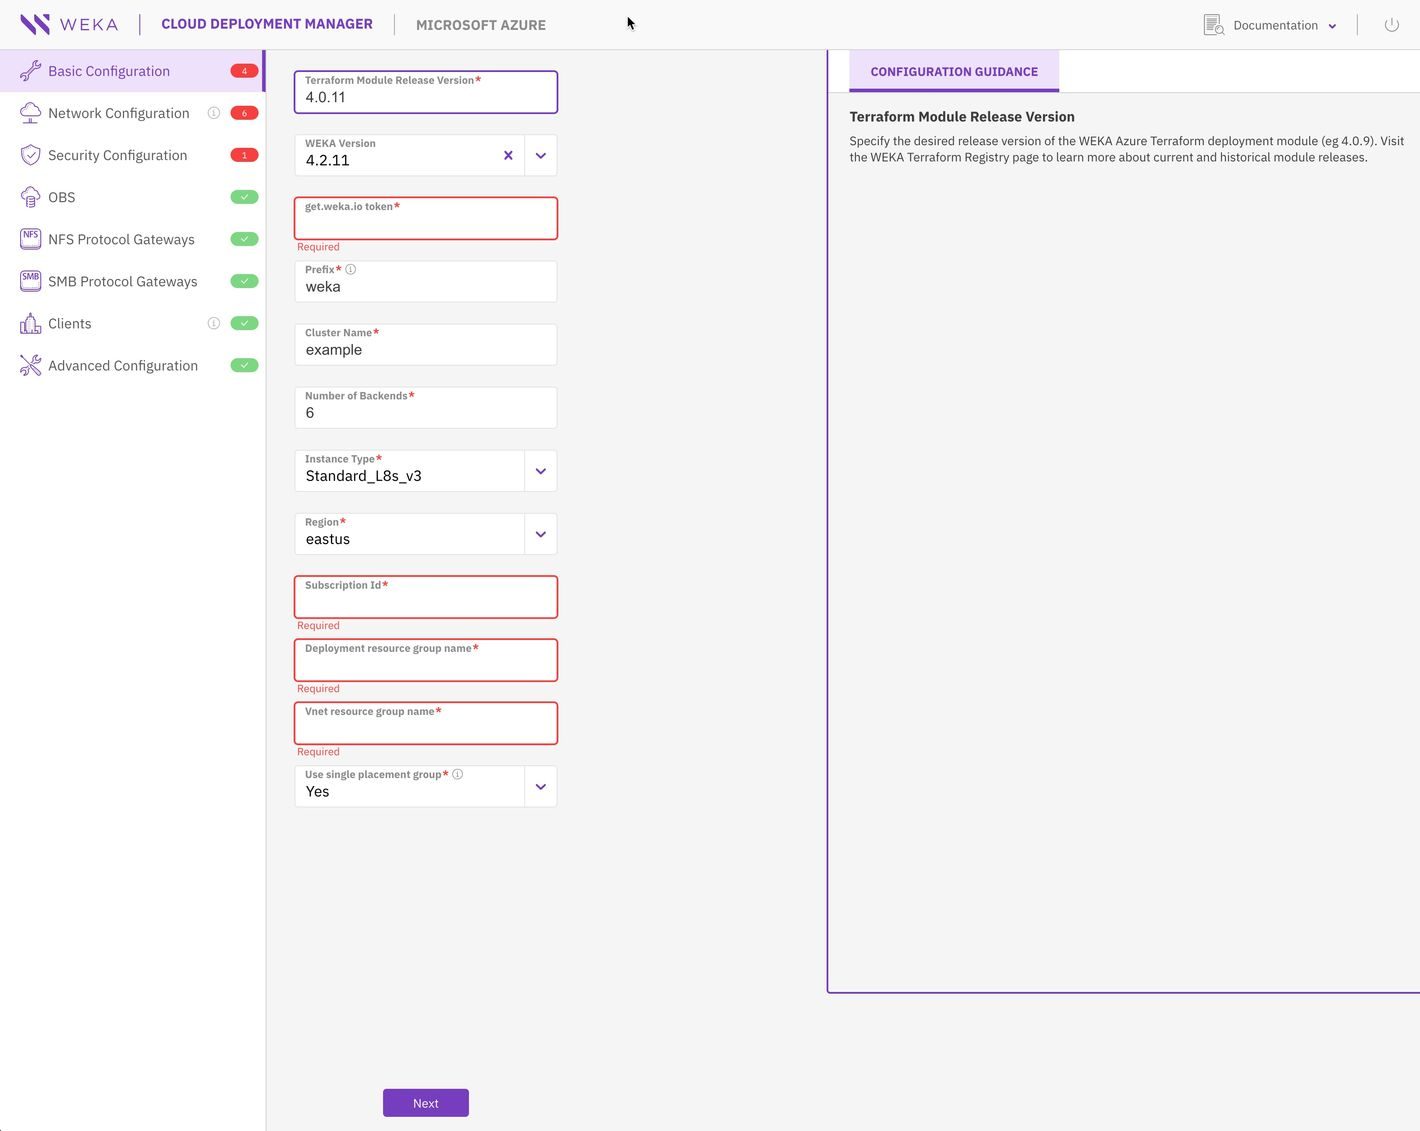 WEKA
CLOUD DEPLOYMENT MANAGER
MICROSOFT AZURE
Documentation
Basic Configuration
4
Network Configuration
6
Security Configuration
1
OBS
NFS
NFS Protocol Gateways
SMB
SMB Protocol Gateways
Clients
Advanced Configuration
Terraform Module Release Version*
4.0.11
WEKA Version
4.2.11
get.weka.io token*
Required
Prefix*
weka
Cluster Name*
example
Number of Backends*
6
Instance Type*
Standard_L8s_v3
Region*
eastus
Subscription Id*
Required
Deployment resource group name*
Required
Vnet resource group name*
Required
Use single placement group*
Yes
Next
CONFIGURATION GUIDANCE
Terraform Module Release Version
Specify the desired release version of the WEKA Azure Terraform deployment module (eg 4.0.9). Visit
the WEKA Terraform Registry page to learn more about current and historical module releases.